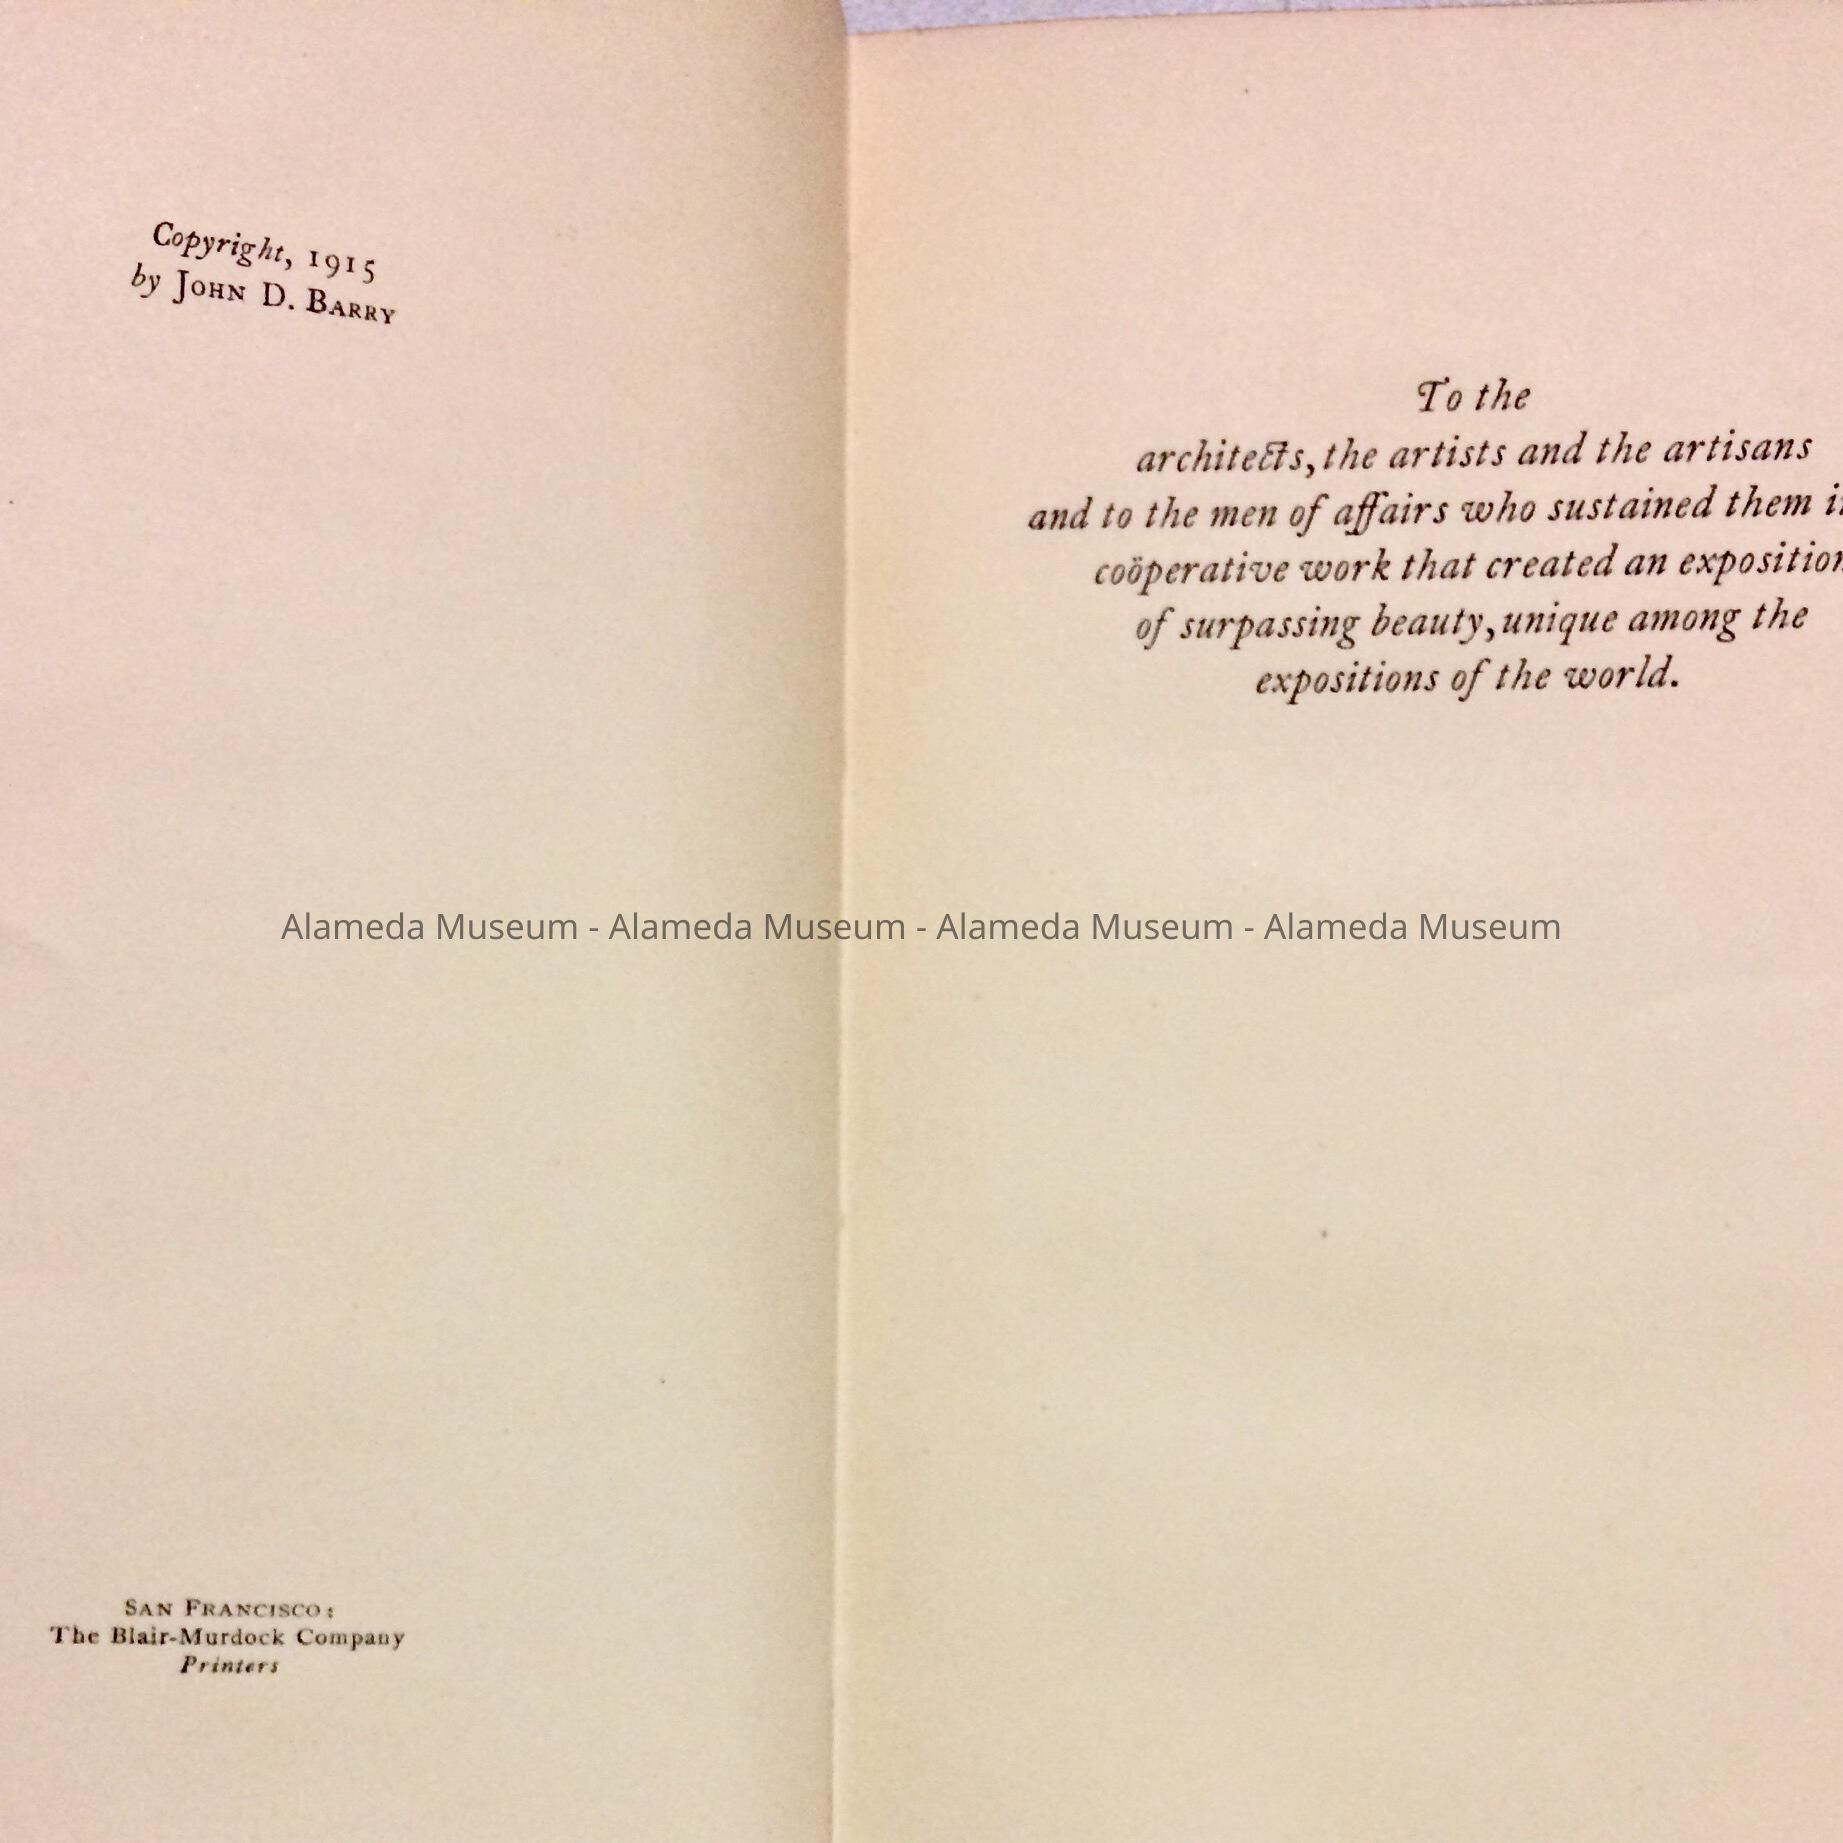 Copyright, 1915
by JOHN D. BARRY
SAN FRANCISCO:
The Blair-Murdock Company
Printers
To the
architects, the artists and the artisans
and to the men of affairs who sustained them
coöperative work that created an exposition
of surpassing beauty, unique among the
expositions of the world.
Alameda Museum - Alameda Museum - Alameda Museum - Alameda Museum